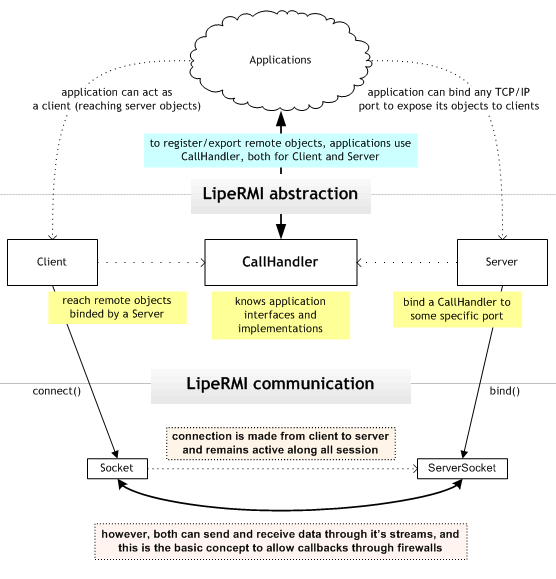 Applications
application can act as
a client (reaching server objects)
application can bind any TCP/IP
port to expose its objects to clients
to register/export remote objects, applications use
CallHandler, both for Client and Server
LipeRMI abstraction
Client
CallHandler
Server
reach remote objects
binded by a Server
knows application
interfaces and
implementations
bind a CallHandler to
some specific port
LipeRMI communication
connect()
bind()
connection is made from client to server
and remains active along all session
Socket
ServerSocket
however, both can send and receive data through it's streams, and
this is the basic concept to allow callbacks through firewalls